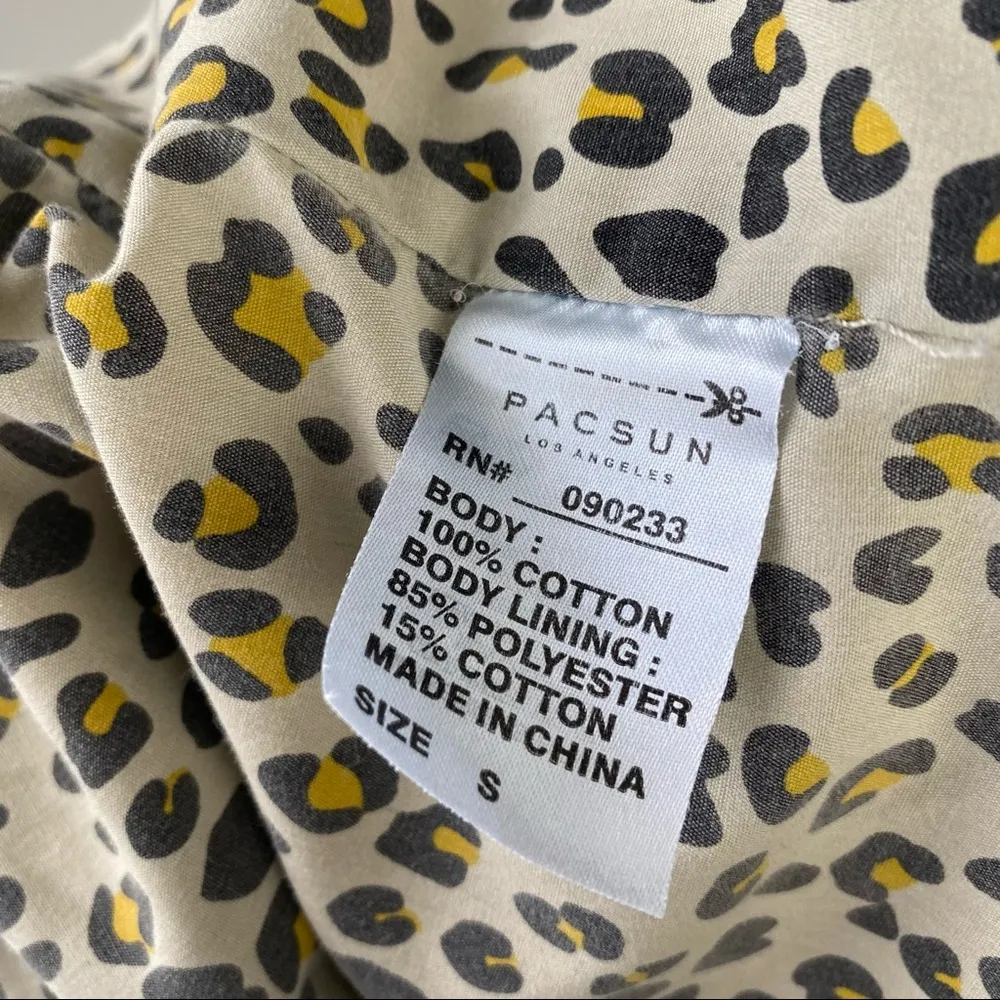 PACSUN
LOS ANGELES
RN# 090233
BODY :
100% COTTON
BODY LINING :
85% POLYESTER
15% COTTON
MADE IN CHINA
SIZE S